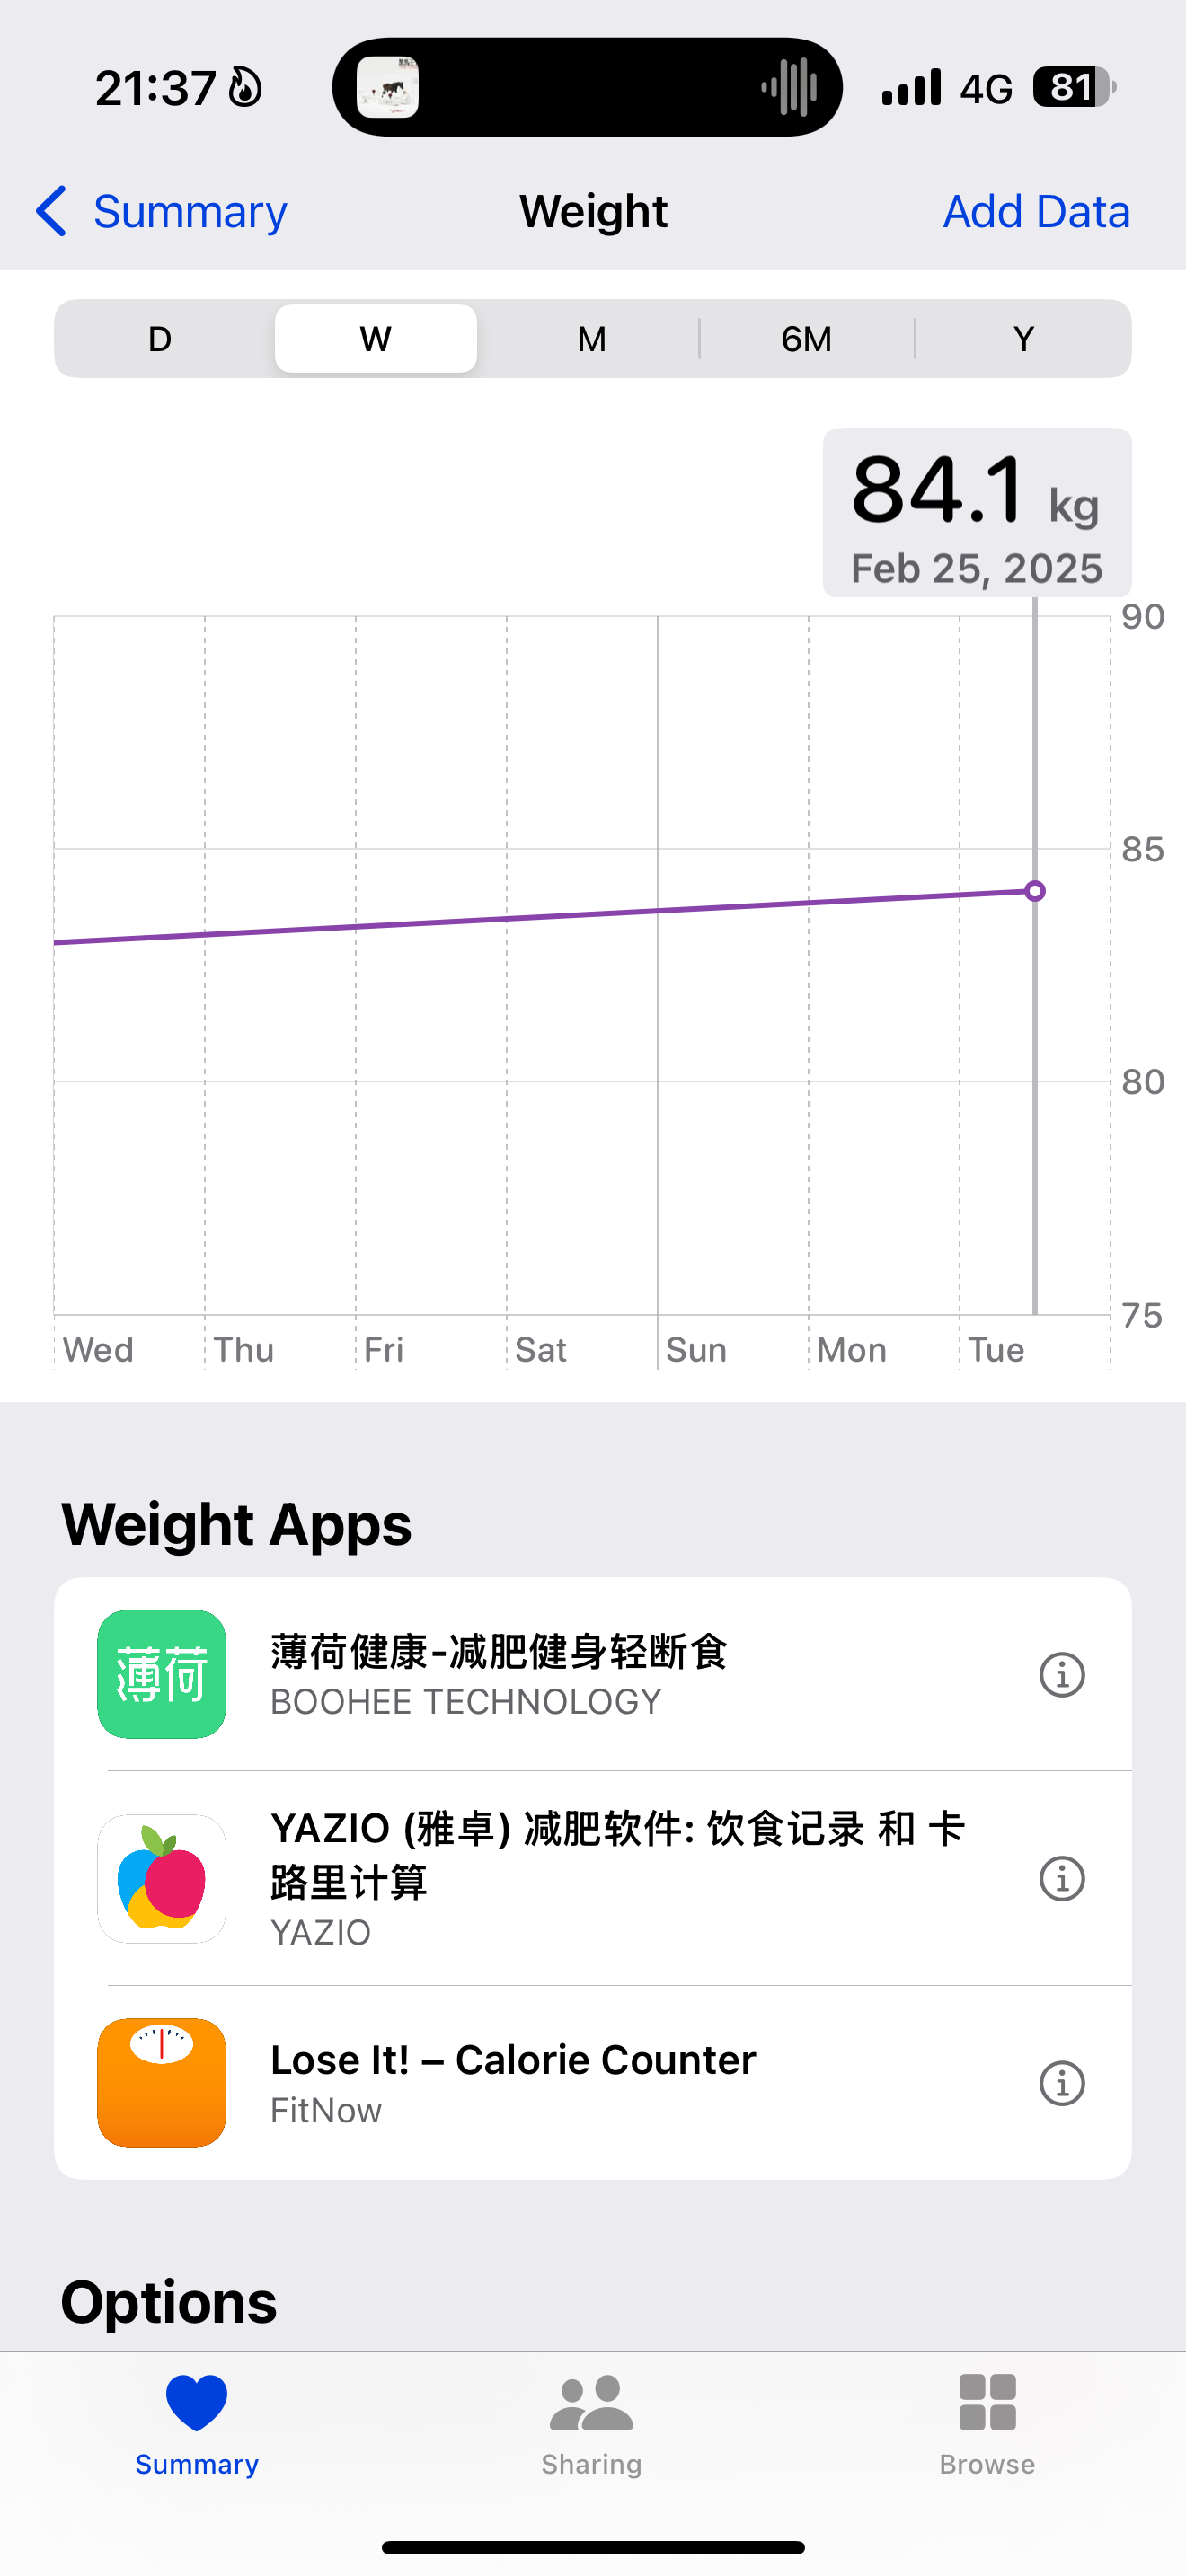 21:37
4G
81
Summary
Weight
Add Data
D
W
M
6M
Y
84.1 kg
Feb 25, 2025
90
85
80
75
Wed
Thu
Fri
Sat
Sun
Mon
Tue
Weight Apps
薄荷
薄荷健康-减肥健身轻断食
BOOHEE TECHNOLOGY
YAZIO (雅卓) 减肥软件: 饮食记录 和 卡
路里计算
YAZIO
Lose It! – Calorie Counter
FitNow
Options
Summary
Sharing
Browse